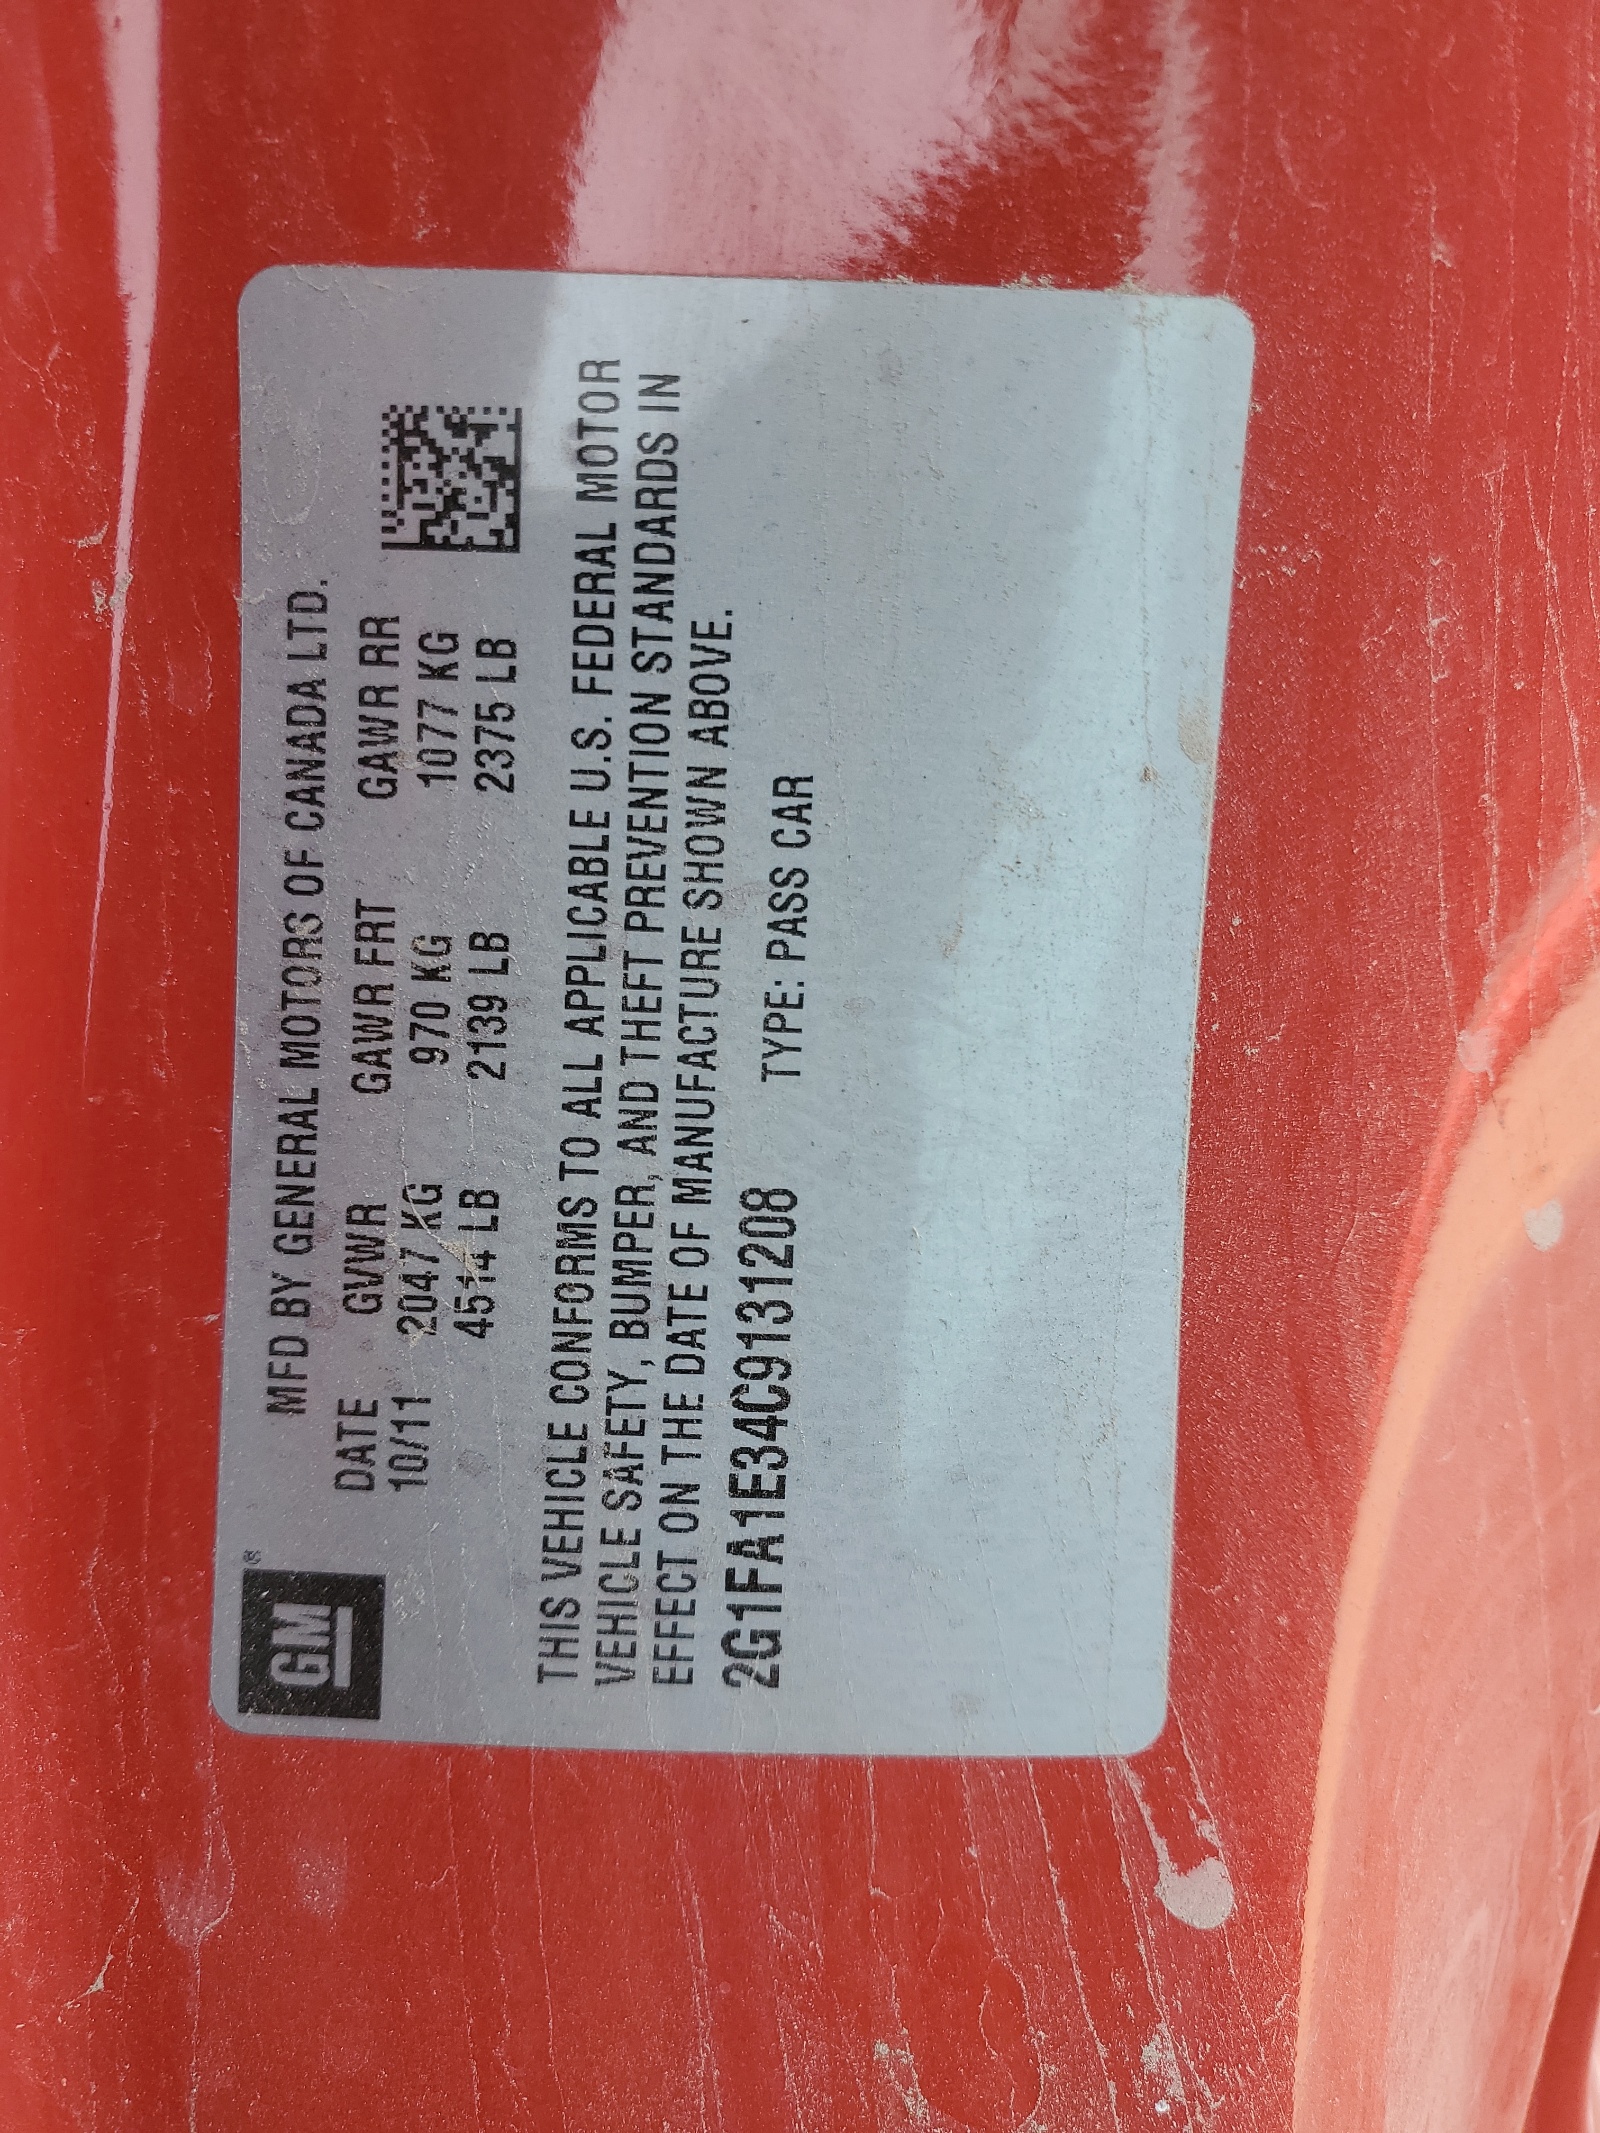 GM®
MFD BY GENERAL MOTORS OF CANADA LTD.
DATE GVWR GAWR FRT GAWR RR
10/11 2047 KG 970 KG 1077 KG
4514 LB 2139 LB 2375 LB
THIS VEHICLE CONFORMS TO ALL APPLICABLE U.S. FEDERAL MOTOR
VEHICLE SAFETY, BUMPER, AND THEFT PREVENTION STANDARDS IN
EFFECT ON THE DATE OF MANUFACTURE SHOWN ABOVE.
2G1FA1E34C9131208 TYPE: PASS CAR